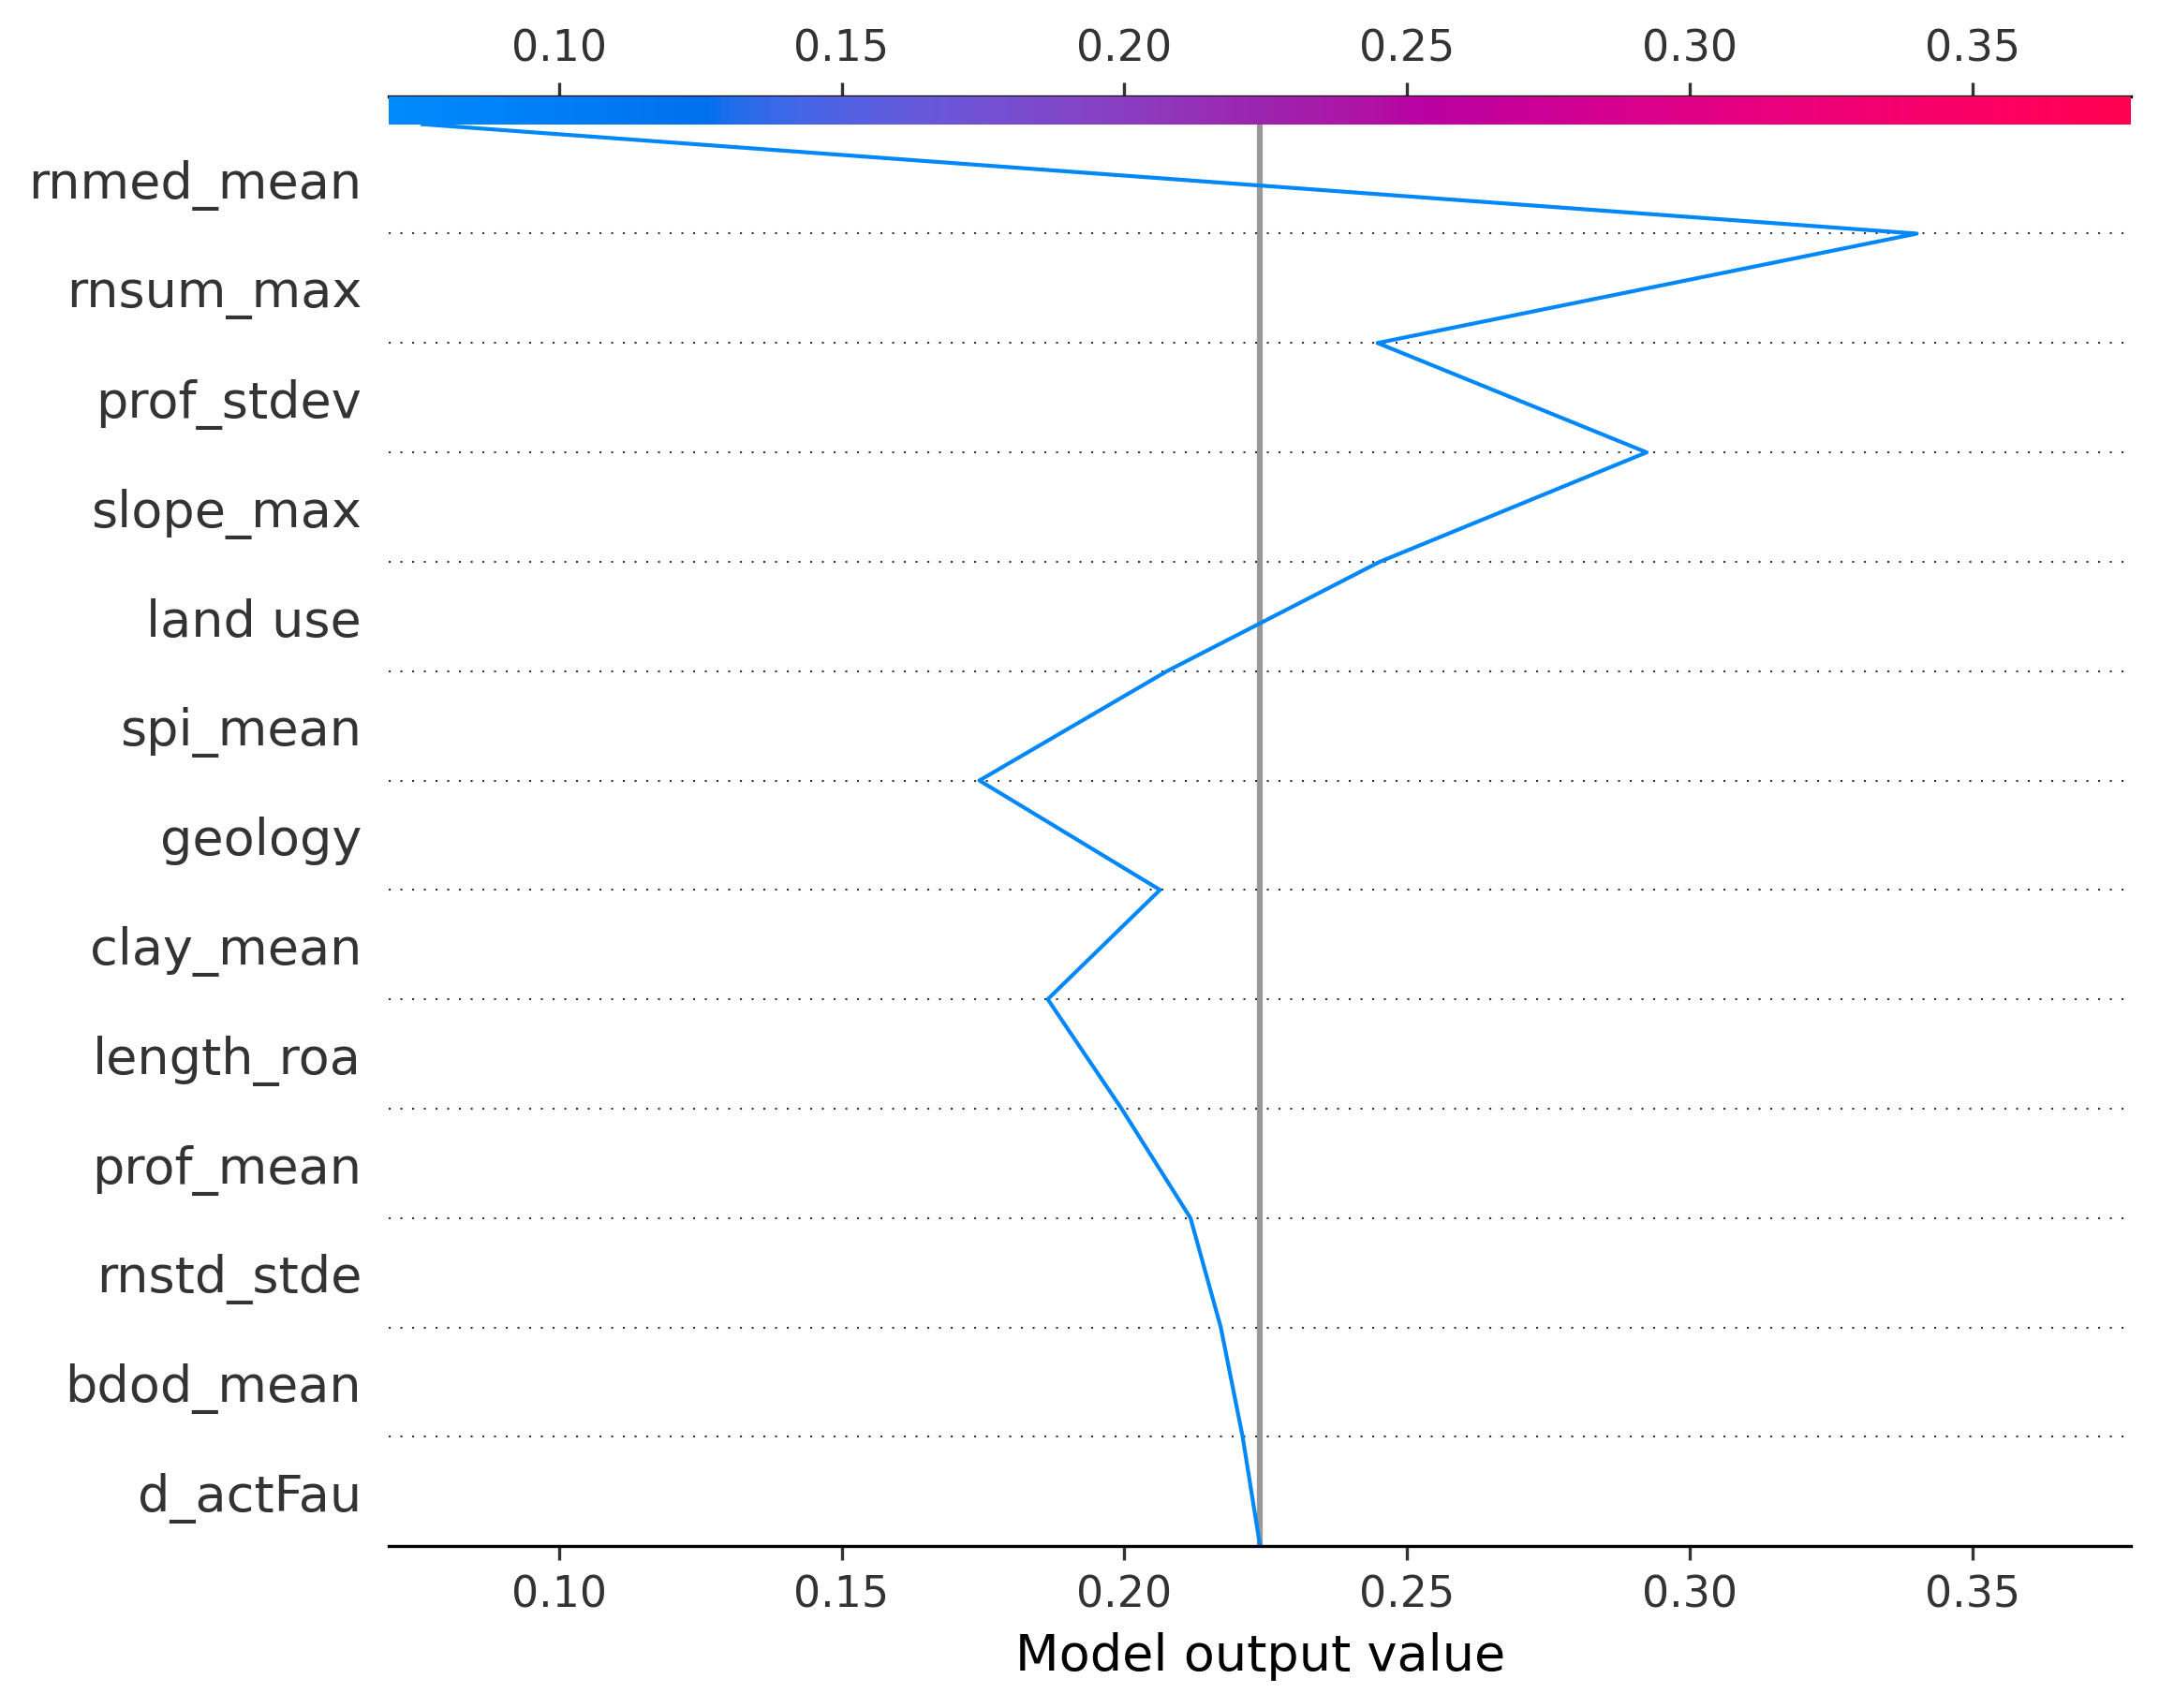 0.10 0.15 0.20 0.25 0.30 0.35
rnmed_mean
rnsum_max
prof_stdev
slope_max
land use
spi_mean
geology
clay_mean
length_roa
prof_mean
rnstd_stde
bdod_mean
d_actFau
0.10 0.15 0.20 0.25 0.30 0.35
Model output value